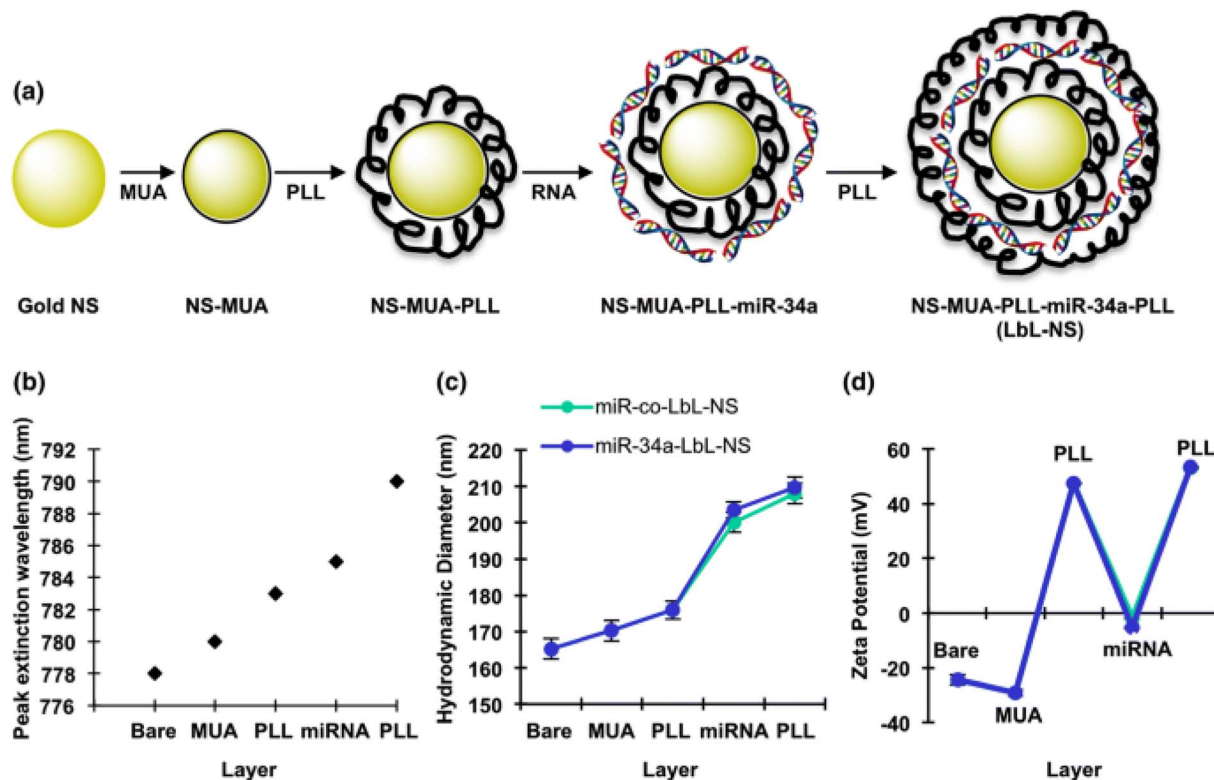 (a)
MUA
PLL
RNA
PLL
Gold NS
NS-MUA
NS-MUA-PLL
NS-MUA-PLL-miR-34a
NS-MUA-PLL-miR-34a-PLL
(LbL-NS)
(b)
Peak extinction wavelength (nm)
792
790
788
786
784
782
780
778
776
Bare MUA PLL miRNA PLL
Layer
(c)
miR-co-LbL-NS
miR-34a-LbL-NS
Hydrodynamic Diameter (nm)
220
210
200
190
180
170
160
150
Bare MUA PLL miRNA PLL
Layer
(d)
Zeta Potential (mV)
60
40
20
0
-20
-40
Bare
MUA
PLL
miRNA
PLL
Layer